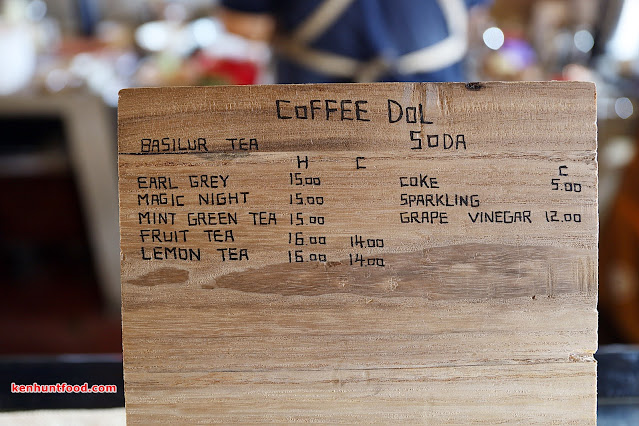 COFFEE DOL
BASILUR TEA
H C
EARL GREY 15.00
MAGIC NIGHT 15.00
MINT GREEN TEA 15.00
FRUIT TEA 16.00 14.00
LEMON TEA 16.00 14.00
SODA
C
COKE 5.00
SPARKLING
GRAPE VINEGAR 12.00
kenhuntfood.com